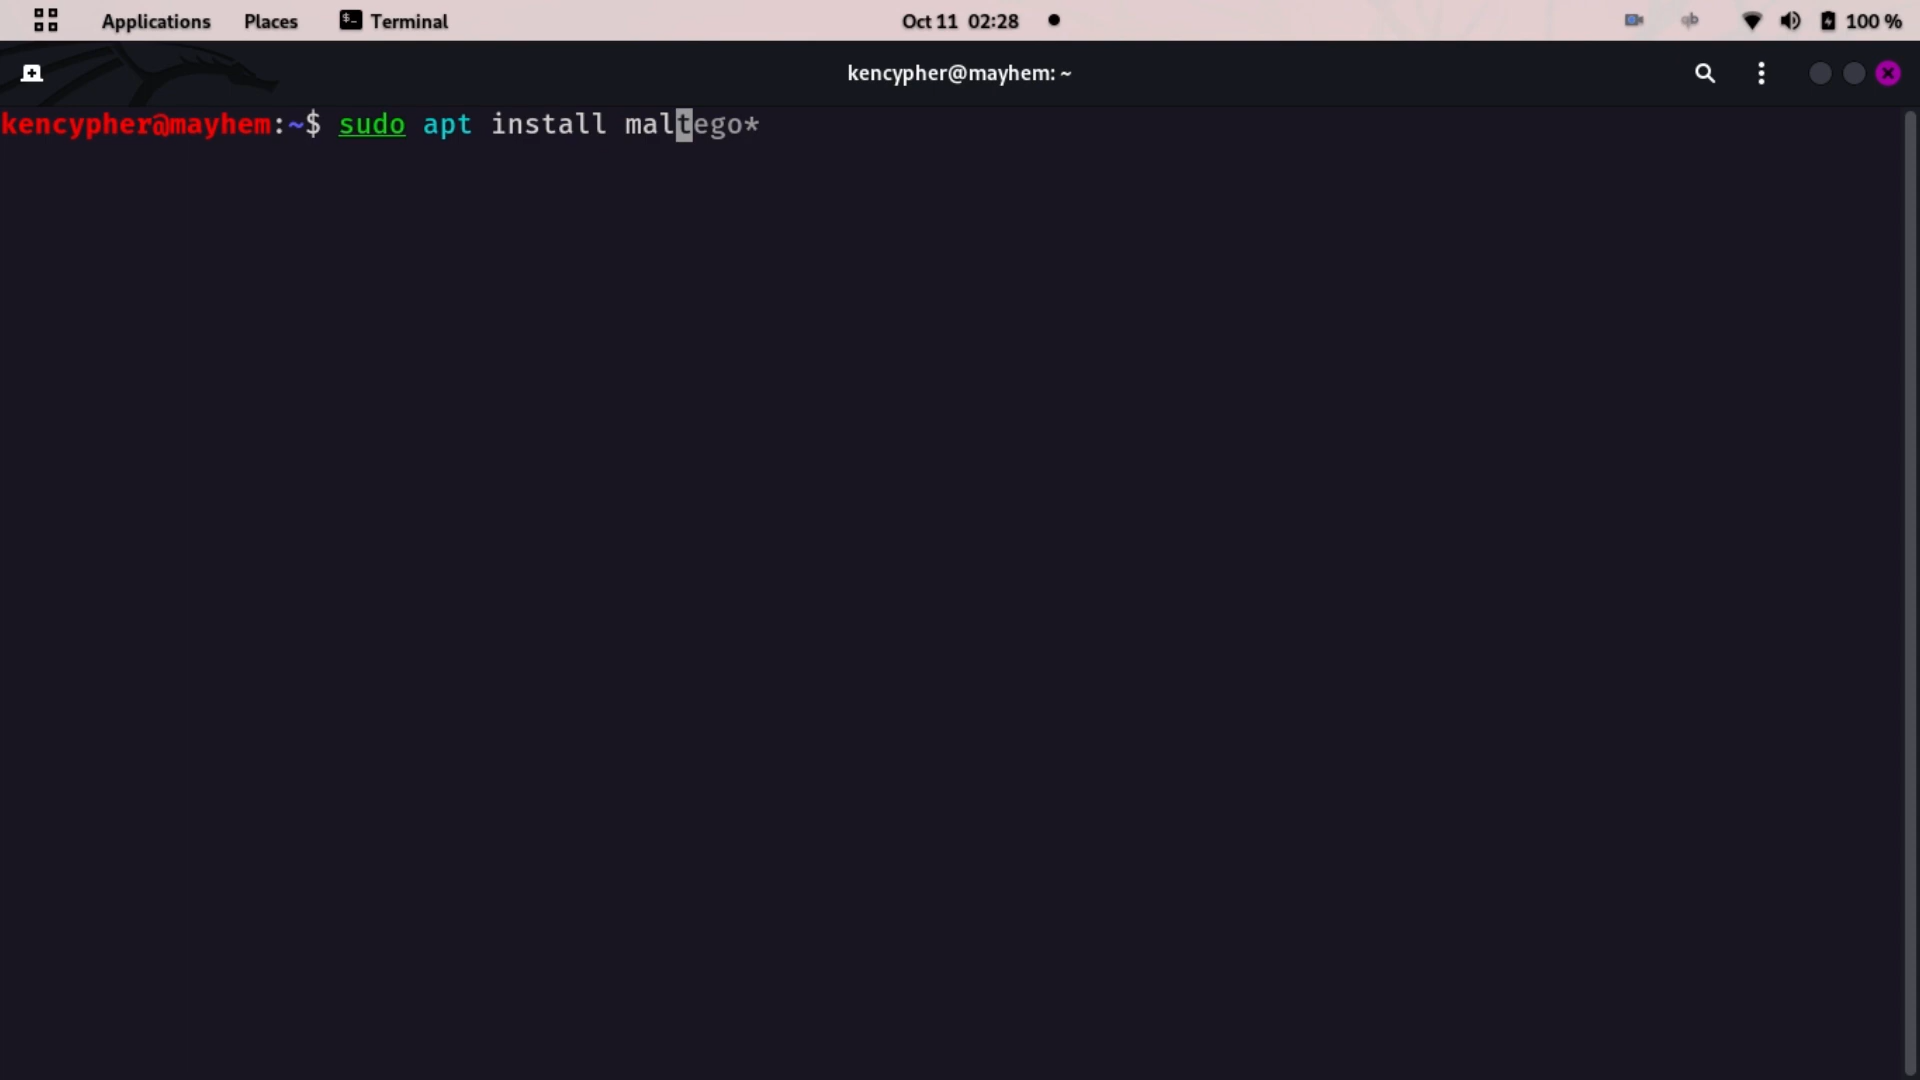 Applications Places Terminal Oct 11 02:28 100 %
kencypher@mayhem: ~
kencypher@mayhem:~$ sudo apt install maltego*